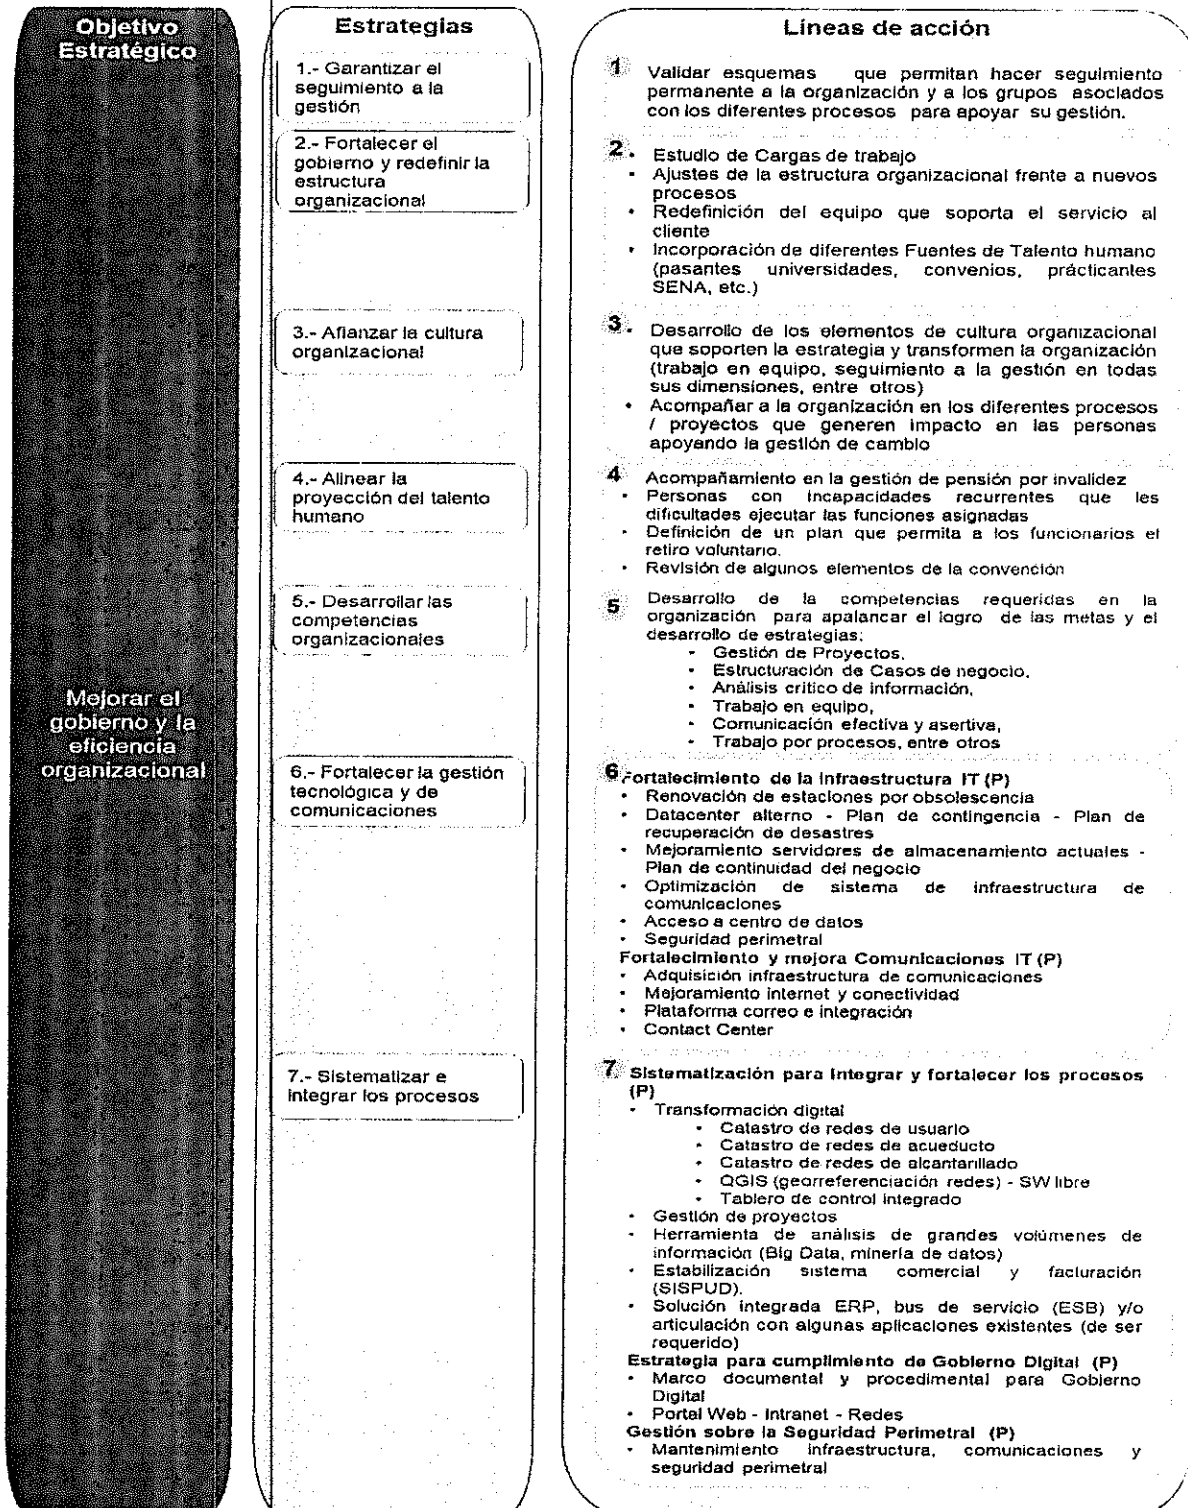 Objetivo
Estratégico
Mejorar el
gobierno y la
eficiencia
organizacional
Estrategias
1.- Garantizar el
seguimiento a la
gestión
2.- Fortalecer el
gobierno y redefinir la
estructura
organizacional
3.- Afianzar la cultura
organizacional
4.- Alinear la
proyección del talento
humano
5.- Desarrollar las
competencias
organizacionales
6.- Fortalecer la gestión
tecnológica y de
comunicaciones
7.- Sistematizar e
integrar los procesos
Líneas de acción
1 Validar esquemas que permitan hacer seguimiento
permanente a la organización y a los grupos asociados
con los diferentes procesos para apoyar su gestión.
2 • Estudio de Cargas de trabajo
• Ajustes de la estructura organizacional frente a nuevos
procesos
• Redefinición del equipo que soporta el servicio al
cliente
• Incorporación de diferentes Fuentes de Talento humano
(pasantes universidades, convenios, prácticantes
SENA, etc.)
3 • Desarrollo de los elementos de cultura organizacional
que soporten la estrategia y transformen la organización
(trabajo en equipo, seguimiento a la gestión en todas
sus dimensiones, entre otros)
• Acompañar a la organización en los diferentes procesos
/ proyectos que generen impacto en las personas
apoyando la gestión de cambio
4 Acompañamiento en la gestión de pensión por invalidez
• Personas con incapacidades recurrentes que les
dificultades ejecutar las funciones asignadas
• Definición de un plan que permita a los funcionarios el
retiro voluntario.
• Revisión de algunos elementos de la convención
5 Desarrollo de la competencias requeridas en la
organización para apalancar el logro de las metas y el
desarrollo de estrategias:
• Gestión de Proyectos,
• Estructuración de Casos de negocio,
• Análisis critico de información,
• Trabajo en equipo,
• Comunicación efectiva y asertiva,
• Trabajo por procesos, entre otros
6 Fortalecimiento de la infraestructura IT (P)
• Renovación de estaciones por obsolescencia
• Datacenter alterno - Plan de contingencia - Plan de
recuperación de desastres
• Mejoramiento servidores de almacenamiento actuales -
Plan de continuidad del negocio
• Optimización de sistema de infraestructura de
comunicaciones
• Acceso a centro de datos
• Seguridad perimetral
Fortalecimiento y mejora Comunicaciones IT (P)
• Adquisición infraestructura de comunicaciones
• Mejoramiento internet y conectividad
• Plataforma correo e integración
• Contact Center
7 Sistematización para integrar y fortalecer los procesos
(P)
• Transformación digital
• Catastro de redes de usuario
• Catastro de redes de acueducto
• Catastro de redes de alcantarillado
• QGIS (georreferenciación redes) - SW libre
• Tablero de control integrado
• Gestión de proyectos
• Herramienta de análisis de grandes volúmenes de
información (Big Data, minería de datos)
• Estabilización sistema comercial y facturación
(SISPUD).
• Solución integrada ERP, bus de servicio (ESB) y/o
articulación con algunas aplicaciones existentes (de ser
requerido)
Estrategia para cumplimiento de Gobierno Digital (P)
• Marco documental y procedimental para Gobierno
Digital
• Portal Web - Intranet - Redes
Gestión sobre la Seguridad Perimetral (P)
• Mantenimiento infraestructura, comunicaciones y
seguridad perimetral